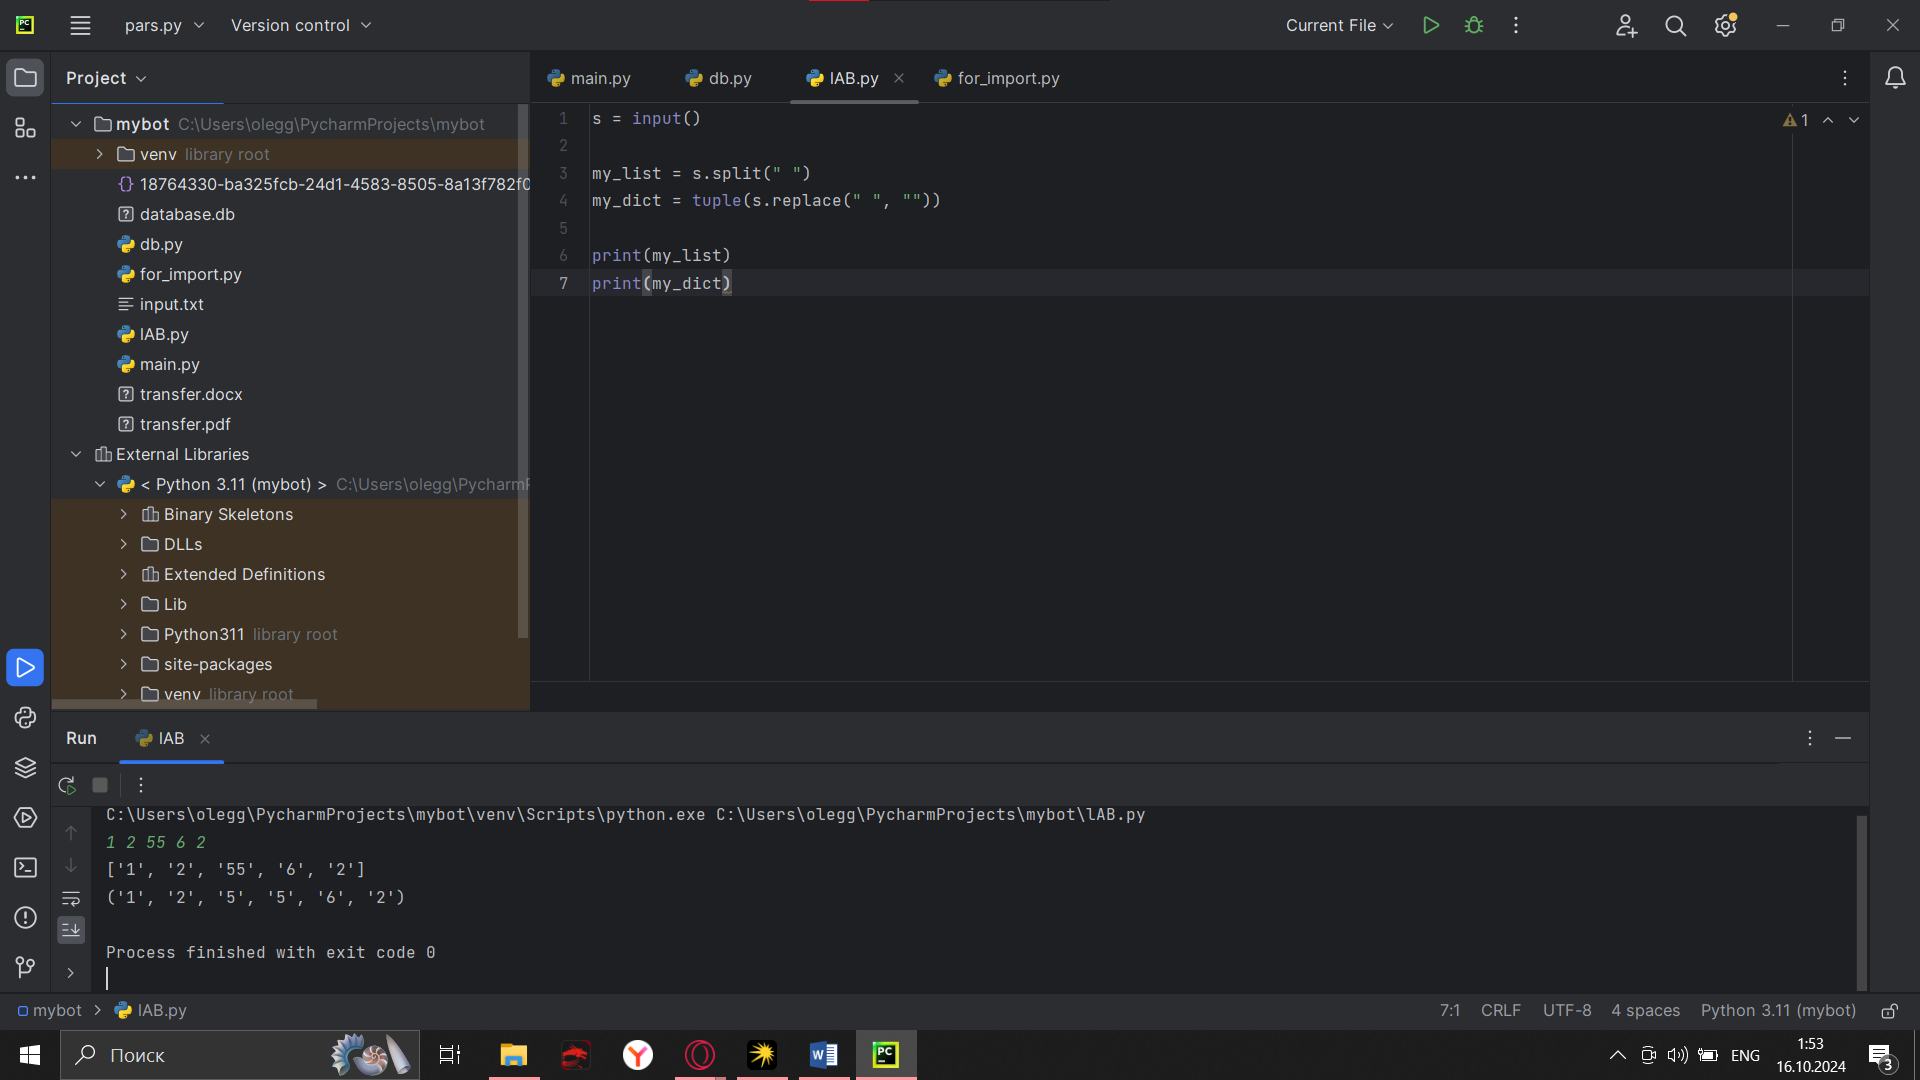 pars.py
Version control
Current File
Project
main.py
db.py
lAB.py
for_import.py
mybot C:\Users\olegg\PycharmProjects\mybot
venv library root
18764330-ba325fcb-24d1-4583-8505-8a13f782f0
database.db
db.py
for_import.py
input.txt
lAB.py
main.py
transfer.docx
transfer.pdf
External Libraries
< Python 3.11 (mybot) > C:\Users\olegg\PycharmP
Binary Skeletons
DLLs
Extended Definitions
Lib
Python311 library root
site-packages
venv library root
1 s = input()
2
3 my_list = s.split(" ")
4 my_dict = tuple(s.replace(" ", ""))
5
6 print(my_list)
7 print(my_dict)
1
Run
lAB
C:\Users\olegg\PycharmProjects\mybot\venv\Scripts\python.exe C:\Users\olegg\PycharmProjects\mybot\lAB.py
1 2 55 6 2
['1', '2', '55', '6', '2']
('1', '2', '5', '5', '6', '2')
Process finished with exit code 0
mybot > lAB.py
7:1 CRLF UTF-8 4 spaces Python 3.11 (mybot)
Поиск
ENG
1:53
16.10.2024
3